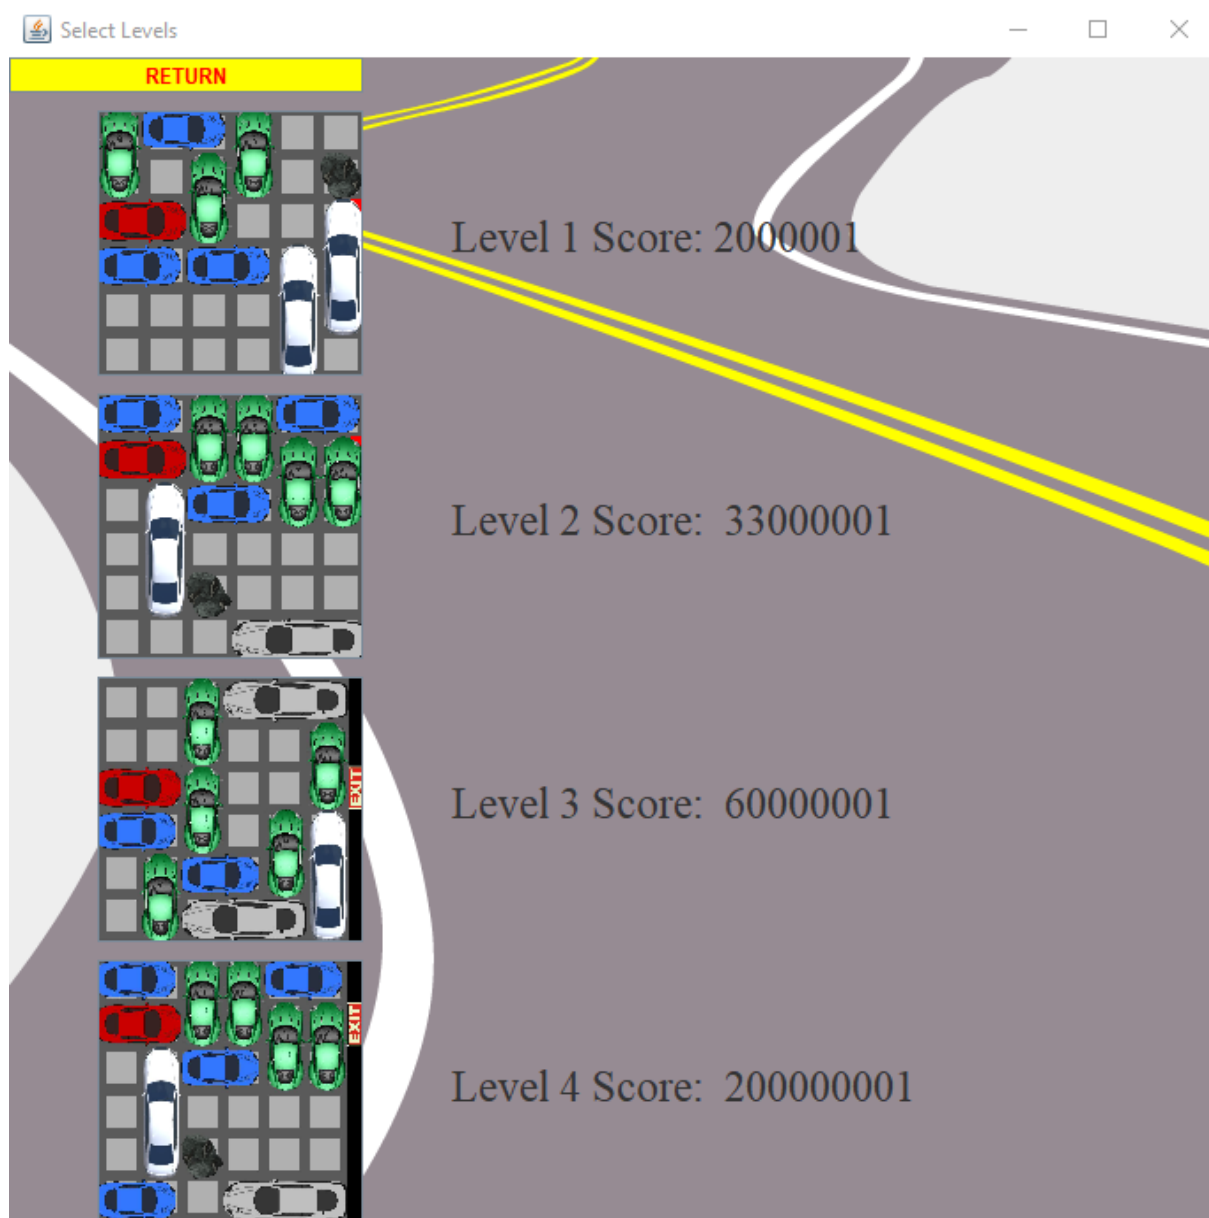 Select Levels
RETURN
Level 1 Score: 2000001
Level 2 Score: 33000001
EXIT
Level 3 Score: 60000001
EXIT
Level 4 Score: 200000001